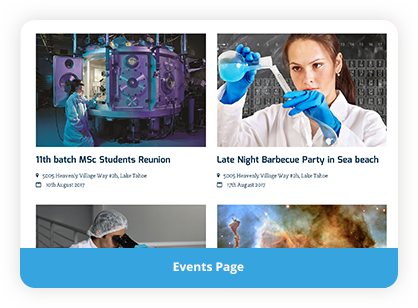 11th batch MSc Students Reunion
5005 Heavenly Village Way #2b, Lake Tahoe
10th August 2017
Late Night Barbecue Party in Sea beach
5005 Heavenly Village Way #2b, Lake Tahoe
17th August 2017
Events Page